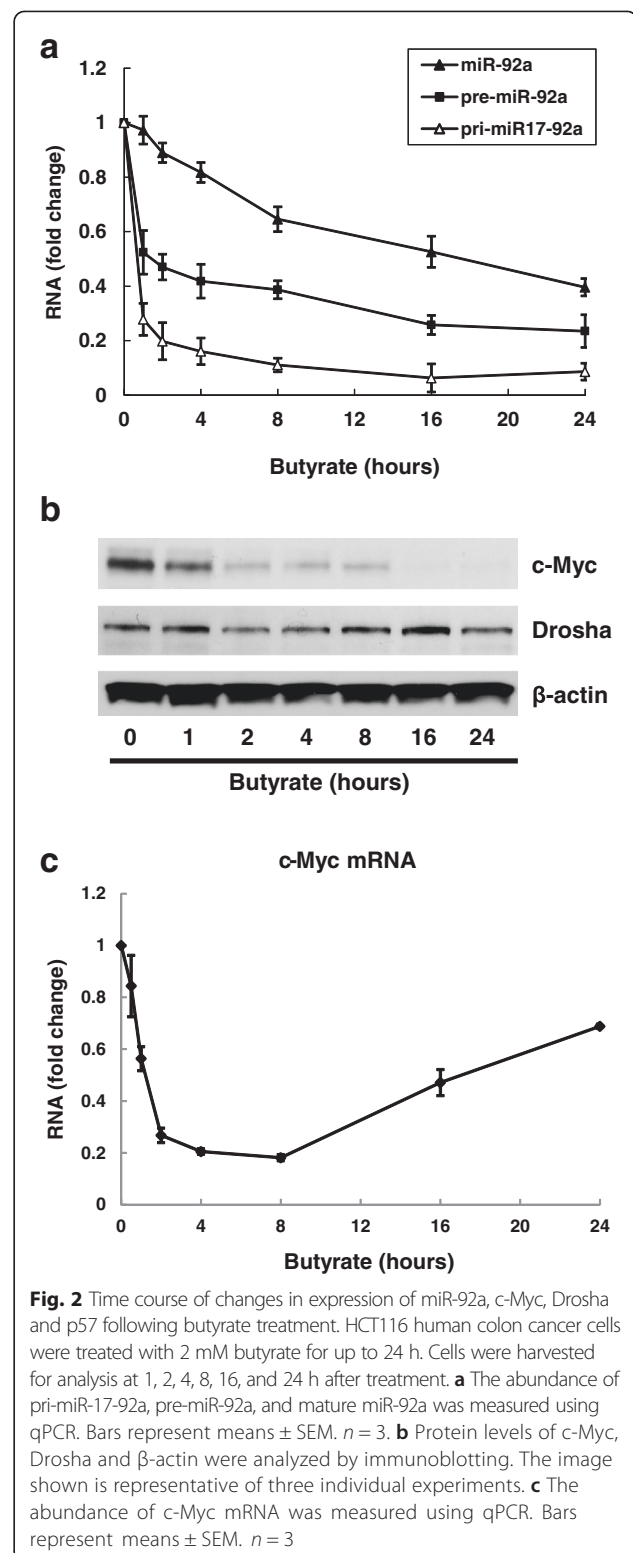 a
1.2
1
0.8
0.6
0.4
0.2
0
RNA (fold change)
miR-92a
pre-miR-92a
pri-miR17-92a
0 4 8 12 16 20 24
Butyrate (hours)
b
c-Myc
Drosha
β-actin
0 1 2 4 8 16 24
Butyrate (hours)
c
c-Myc mRNA
1.2
1
0.8
0.6
0.4
0.2
0
RNA (fold change)
0 4 8 12 16 20 24
Butyrate (hours)
Fig. 2 Time course of changes in expression of miR-92a, c-Myc, Drosha
and p57 following butyrate treatment. HCT116 human colon cancer cells
were treated with 2 mM butyrate for up to 24 h. Cells were harvested
for analysis at 1, 2, 4, 8, 16, and 24 h after treatment. a The abundance of
pri-miR-17-92a, pre-miR-92a, and mature miR-92a was measured using
qPCR. Bars represent means ± SEM. n = 3. b Protein levels of c-Myc,
Drosha and β-actin were analyzed by immunoblotting. The image
shown is representative of three individual experiments. c The
abundance of c-Myc mRNA was measured using qPCR. Bars
represent means ± SEM. n = 3